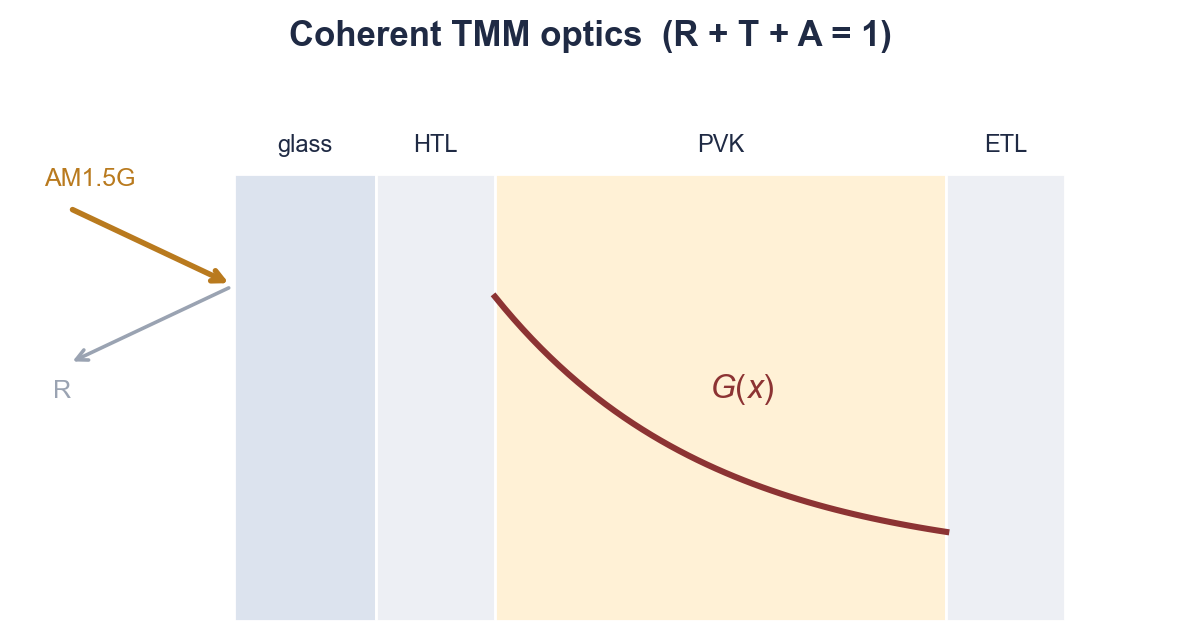 Coherent TMM optics (R + T + A = 1)
glass HTL PVK ETL
AM1.5G
G(x)
R